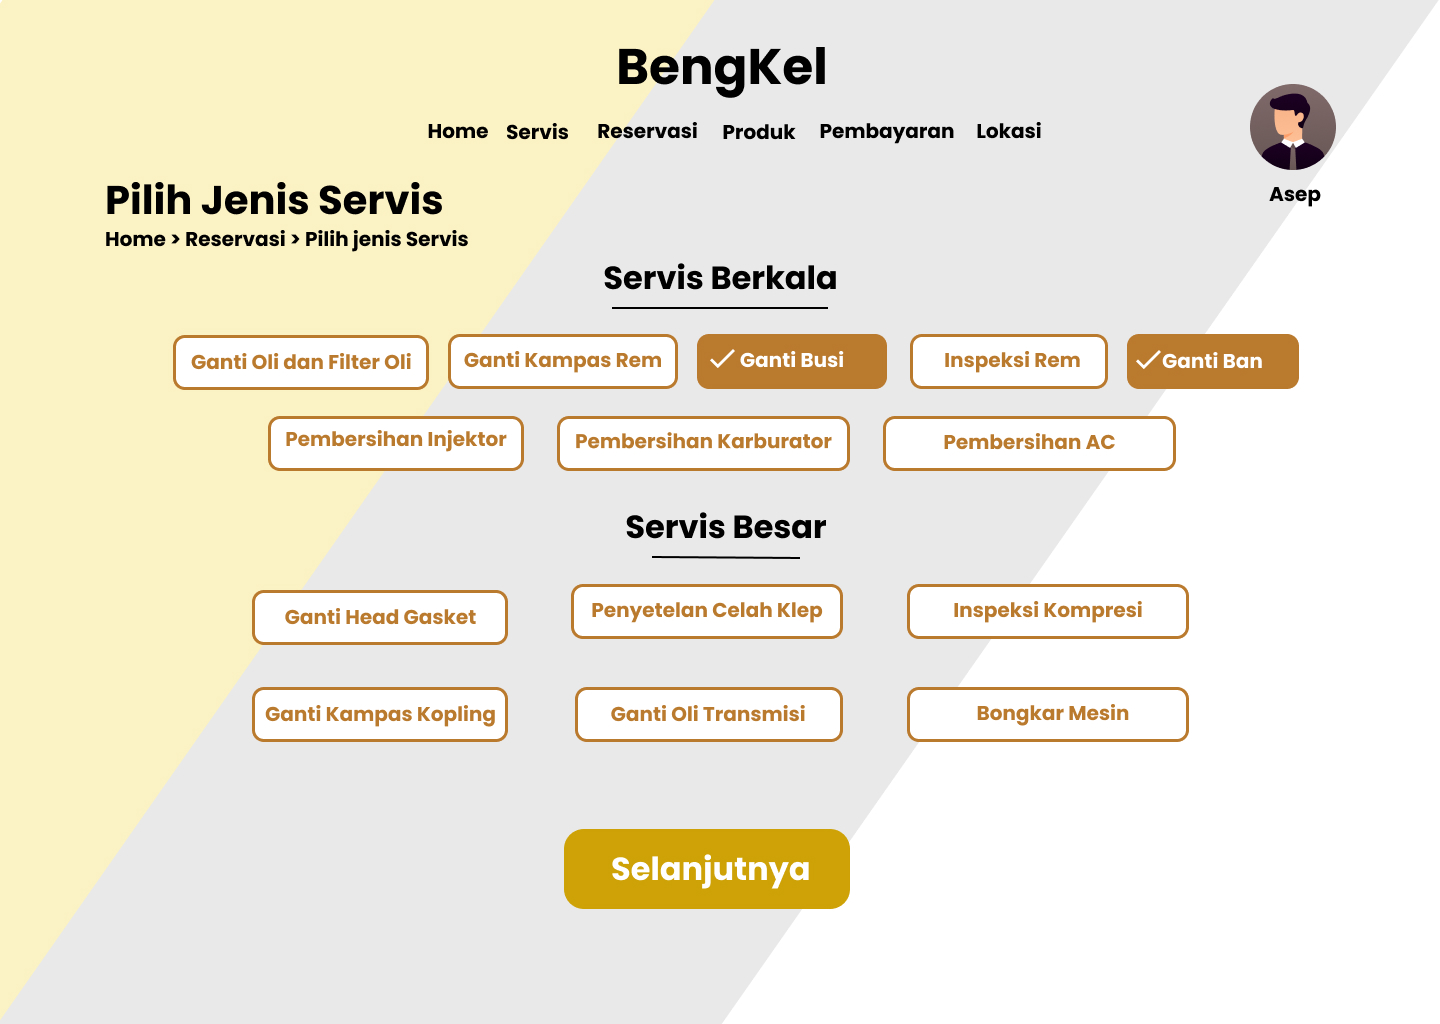 BengKel
Home Servis Reservasi Produk Pembayaran Lokasi
Asep
Pilih Jenis Servis
Home > Reservasi > Pilih jenis Servis
Servis Berkala
Ganti Oli dan FIlter Oli
Ganti Kampas Rem
Ganti Busi
Inspeksi Rem
Ganti Ban
Pembersihan Injektor
Pembersihan Karburator
Pembersihan AC
Servis Besar
Ganti Head Gasket
Penyetelan Celah Klep
Inspeksi Kompresi
Ganti Kampas Kopling
Ganti Oli Transmisi
Bongkar Mesin
Selanjutnya